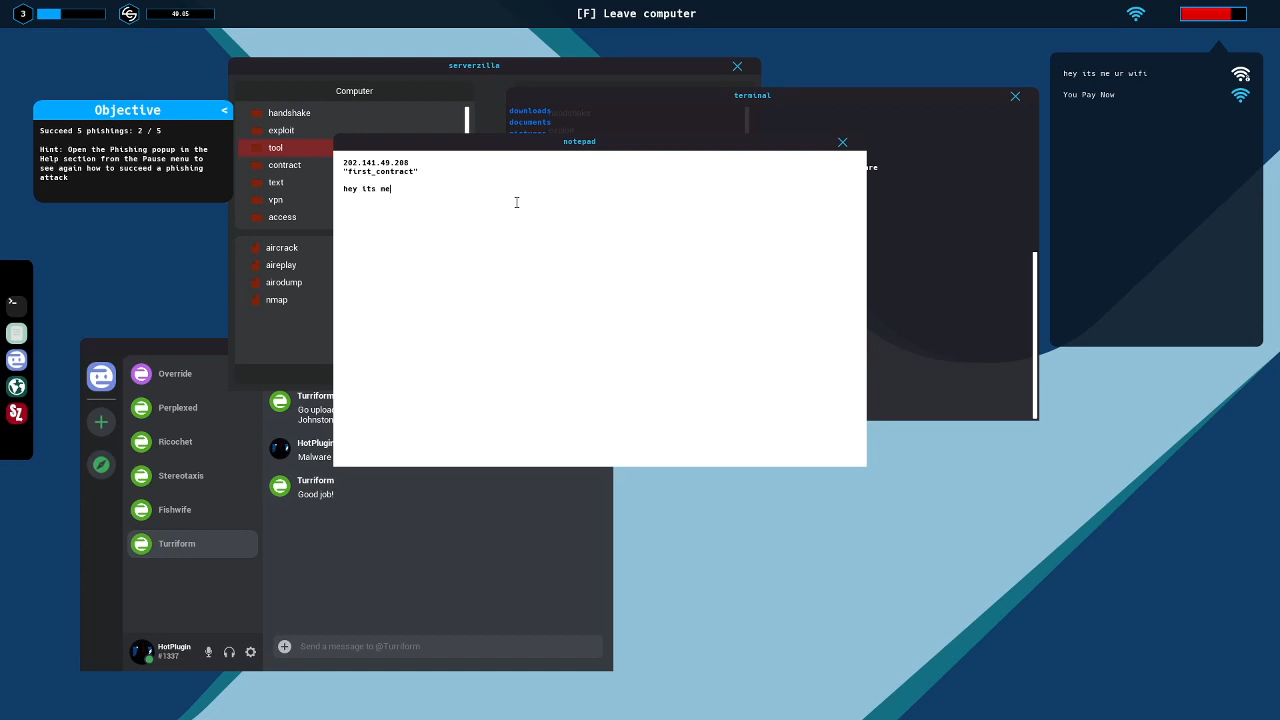 3
49.05
[F] Leave computer
hey its me ur wifi
You Pay Now
Objective <
Succeed 5 phishings: 2 / 5
Hint: Open the Phishing popup in the
Help section from the Pause menu to
see again how to succeed a phishing
attack
serverzilla
Computer
handshake
exploit
tool
contract
text
vpn
access
aircrack
aireplay
airodump
nmap
terminal
downloads
documents
notepad
202.141.49.208
"first_contract"
hey its me
Override
Perplexed
Ricochet
Stereotaxis
Fishwife
Turriform
HotPlugin
#1337
Turriform
Go upload
Johnston
HotPlugin
Malware
Turriform
Good job!
Send a message to @Turriform